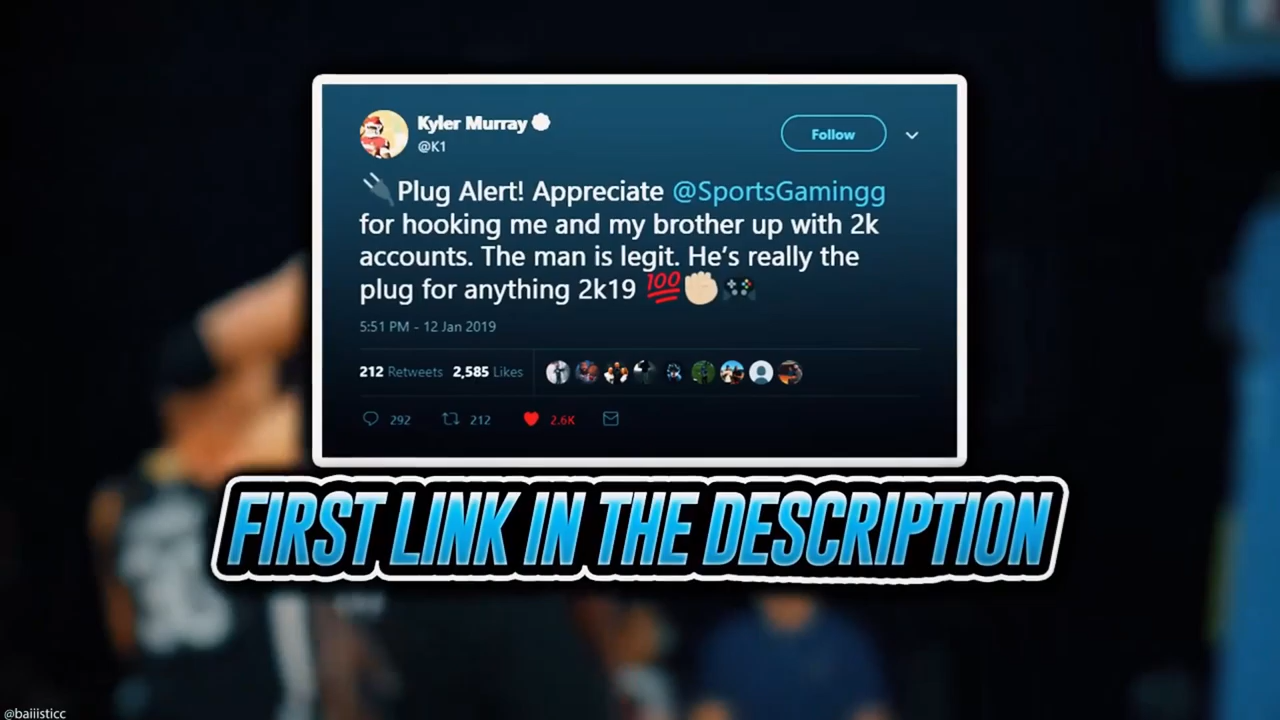 Kyler Murray
@K1
Follow
🔌Plug Alert! Appreciate @SportsGamingg
for hooking me and my brother up with 2k
accounts. The man is legit. He’s really the
plug for anything 2k19 💯✊🏼🎮
5:51 PM - 12 Jan 2019
212 Retweets 2,585 Likes
292 212 2.6K
FIRST LINK IN THE DESCRIPTION
@baiiisticc